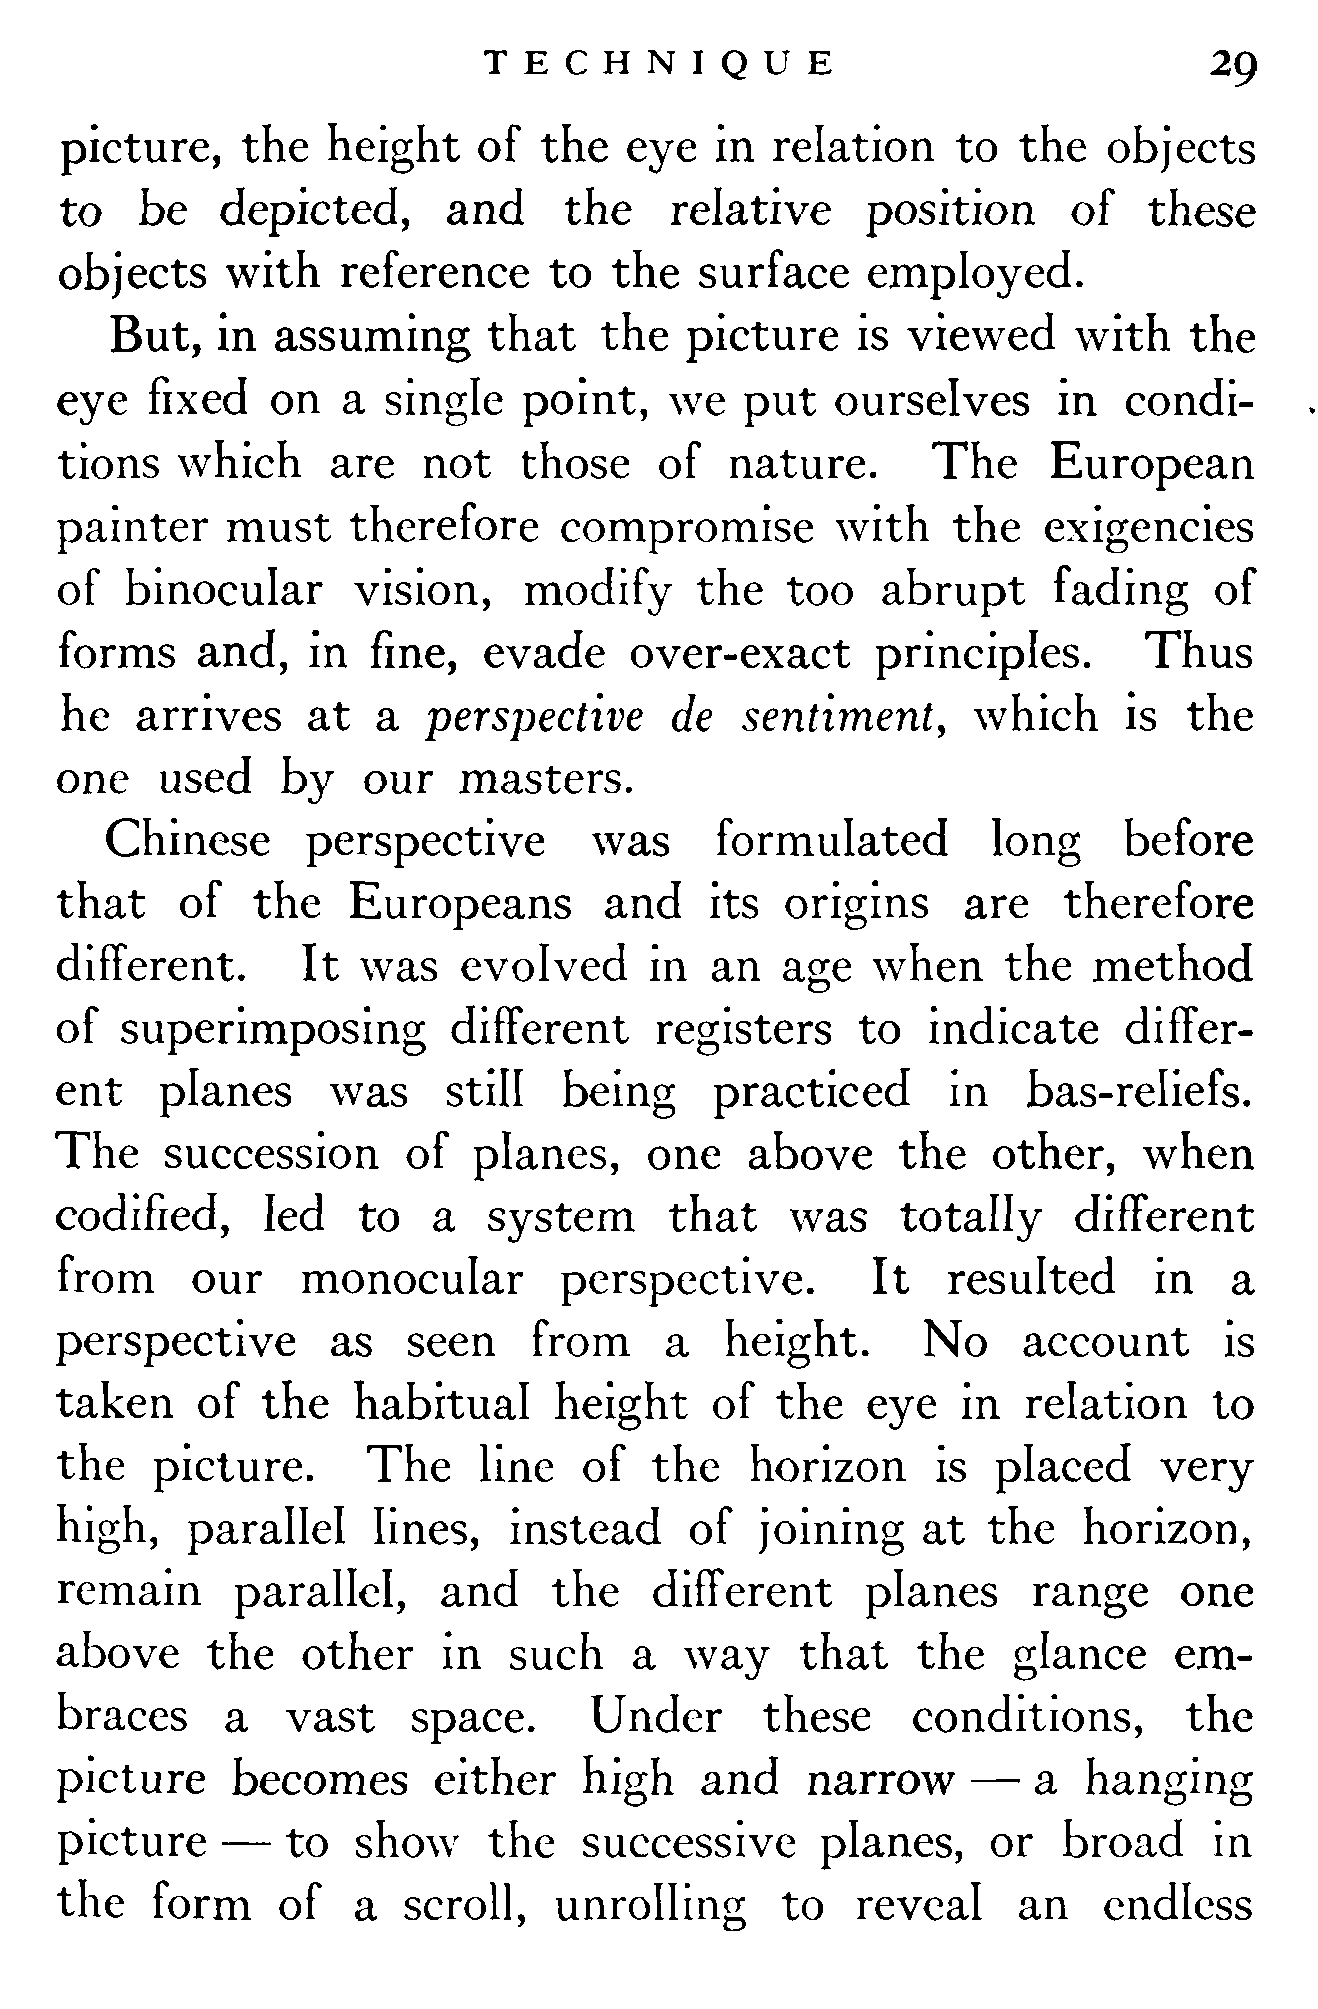 TECHNIQUE 29
picture, the height of the eye in relation to the objects
to be depicted, and the relative position of these
objects with reference to the surface employed.
But, in assuming that the picture is viewed with the
eye fixed on a single point, we put ourselves in condi-
tions which are not those of nature. The European
painter must therefore compromise with the exigencies
of binocular vision, modify the too abrupt fading of
forms and, in fine, evade over-exact principles. Thus
he arrives at a perspective de sentiment, which is the
one used by our masters.
Chinese perspective was formulated long before
that of the Europeans and its origins are therefore
different. It was evolved in an age when the method
of superimposing different registers to indicate differ-
ent planes was still being practiced in bas-reliefs.
The succession of planes, one above the other, when
codified, led to a system that was totally different
from our monocular perspective. It resulted in a
perspective as seen from a height. No account is
taken of the habitual height of the eye in relation to
the picture. The line of the horizon is placed very
high, parallel lines, instead of joining at the horizon,
remain parallel, and the different planes range one
above the other in such a way that the glance em-
braces a vast space. Under these conditions, the
picture becomes either high and narrow — a hanging
picture — to show the successive planes, or broad in
the form of a scroll, unrolling to reveal an endless